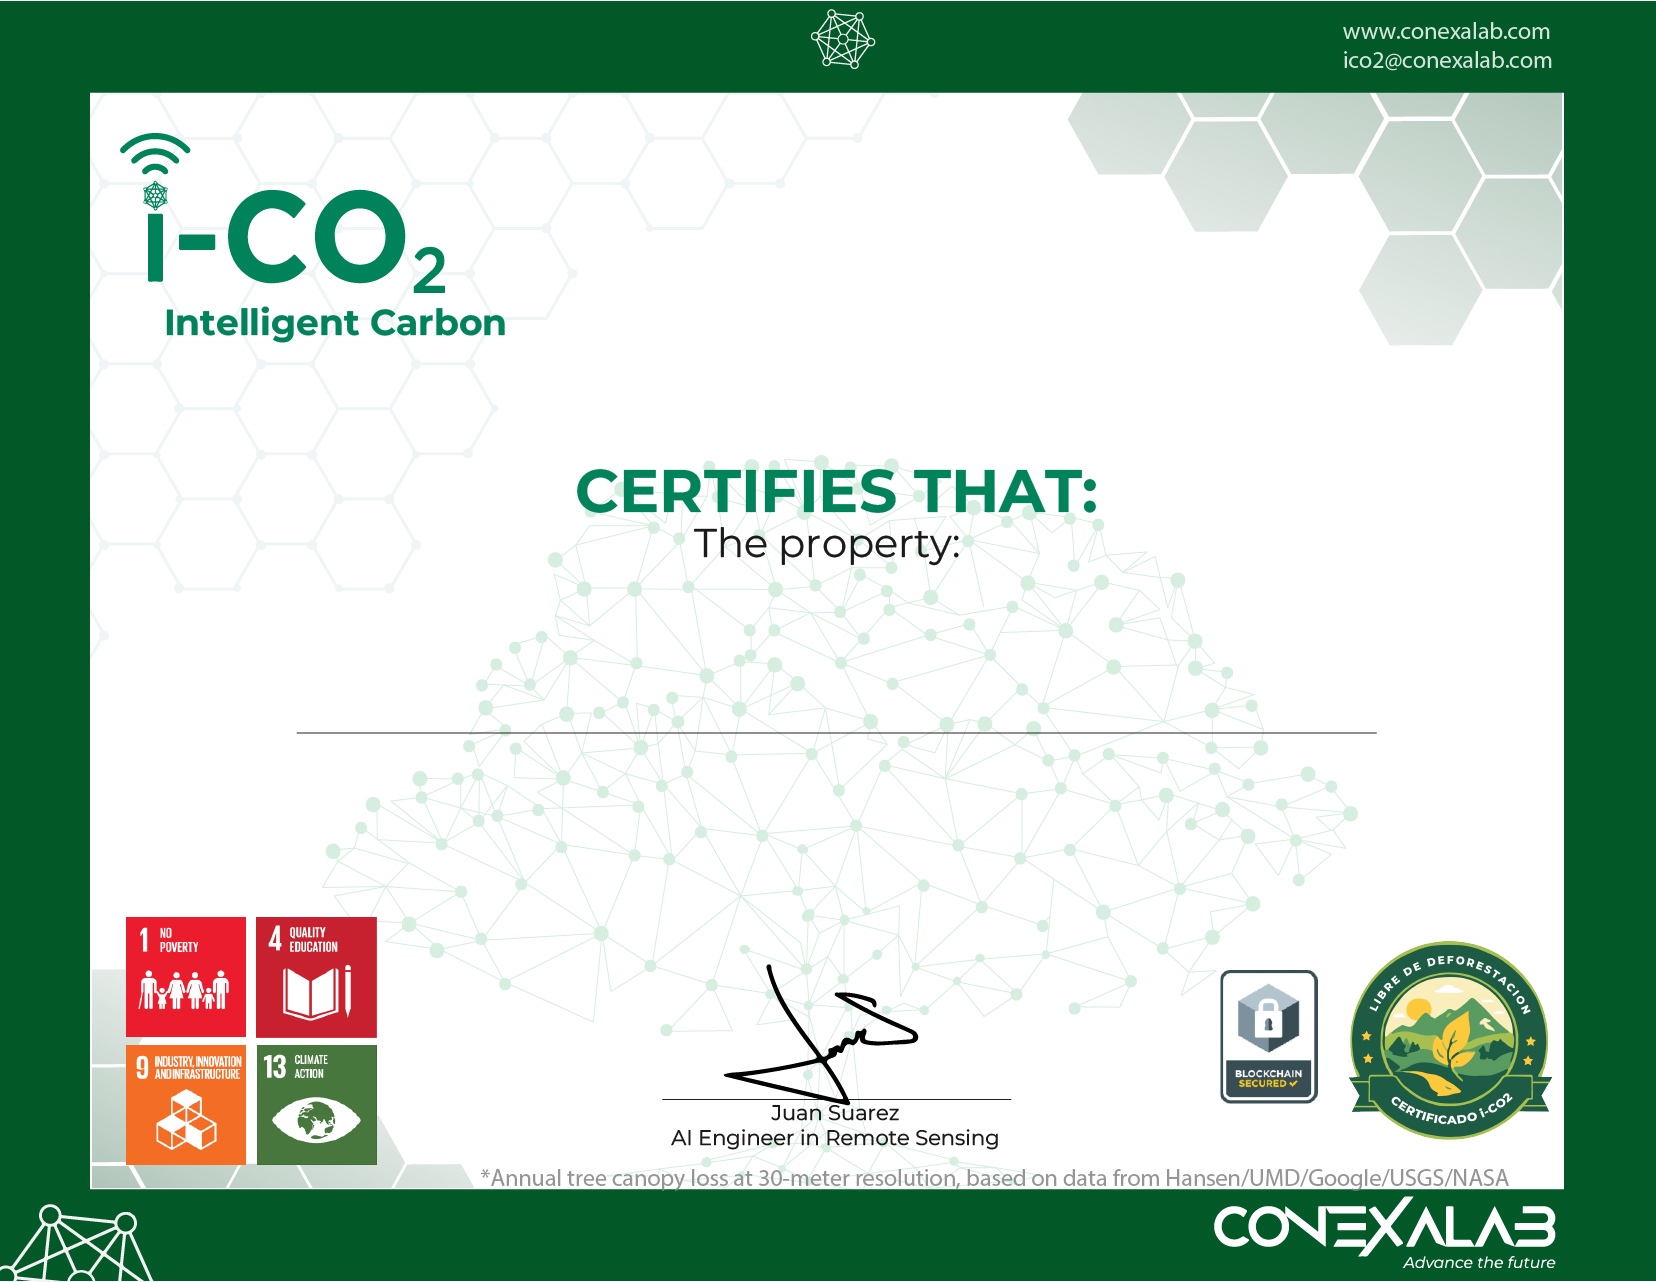 www.conexalab.com
ico2@conexalab.com
i-CO2
Intelligent Carbon
CERTIFIES THAT:
The property:
1 NO
POVERTY
4 QUALITY
EDUCATION
9 INDUSTRY, INNOVATION
AND INFRASTRUCTURE
13 CLIMATE
ACTION
BLOCKCHAIN
SECURED
LIBRE DE DEFORESTACION
CERTIFICADO i-CO2
Juan Suarez
AI Engineer in Remote Sensing
*Annual tree canopy loss at 30-meter resolution, based on data from Hansen/UMD/Google/USGS/NASA
CONEXALAB
Advance the future